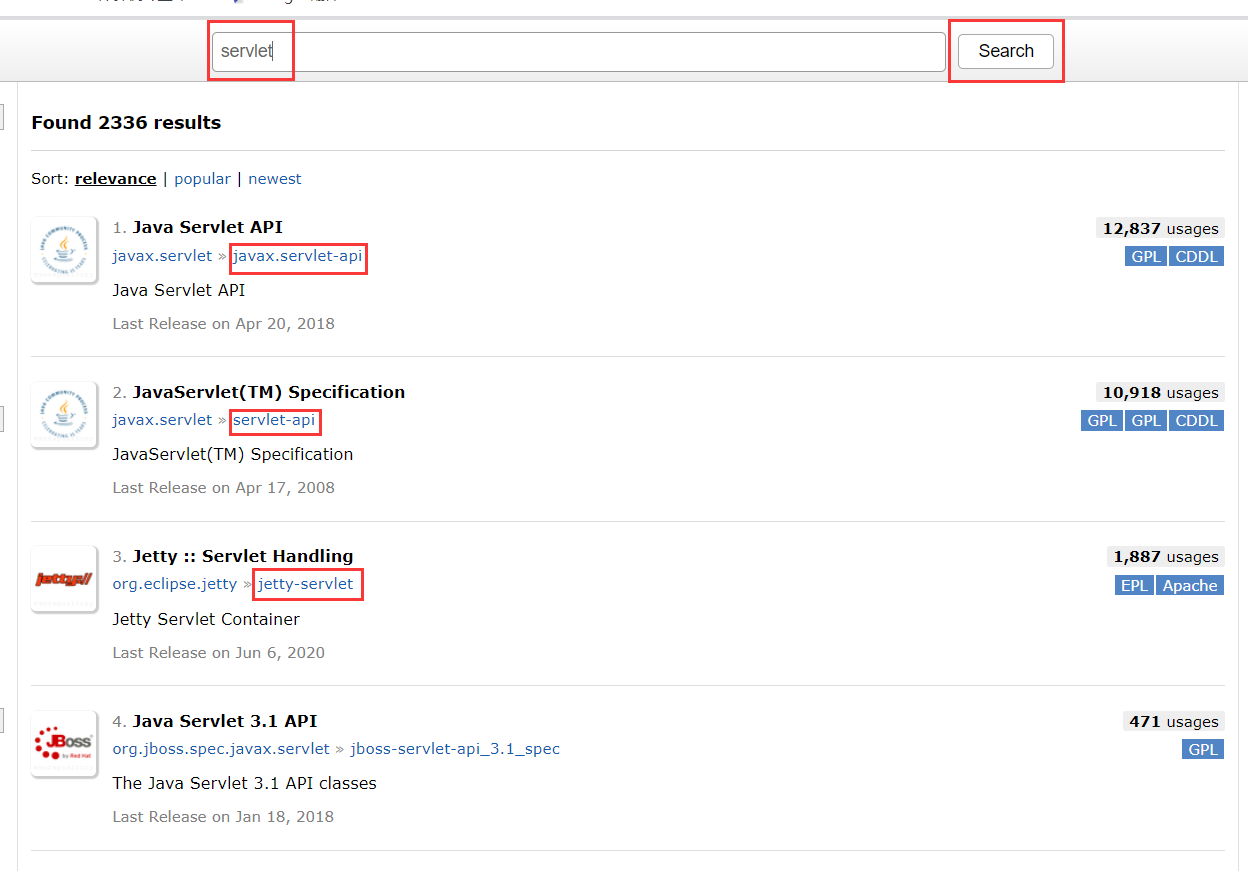 servlet
Search
Found 2336 results
Sort: relevance | popular | newest
1. Java Servlet API
12,837 usages
javax.servlet » javax.servlet-api
GPL CDDL
Java Servlet API
Last Release on Apr 20, 2018
2. JavaServlet(TM) Specification
10,918 usages
javax.servlet » servlet-api
GPL GPL CDDL
JavaServlet(TM) Specification
Last Release on Apr 17, 2008
3. Jetty :: Servlet Handling
1,887 usages
jetty://
org.eclipse.jetty » jetty-servlet
EPL Apache
Jetty Servlet Container
Last Release on Jun 6, 2020
4. Java Servlet 3.1 API
471 usages
JBoss
by Red Hat
org.jboss.spec.javax.servlet » jboss-servlet-api_3.1_spec
GPL
The Java Servlet 3.1 API classes
Last Release on Jan 18, 2018